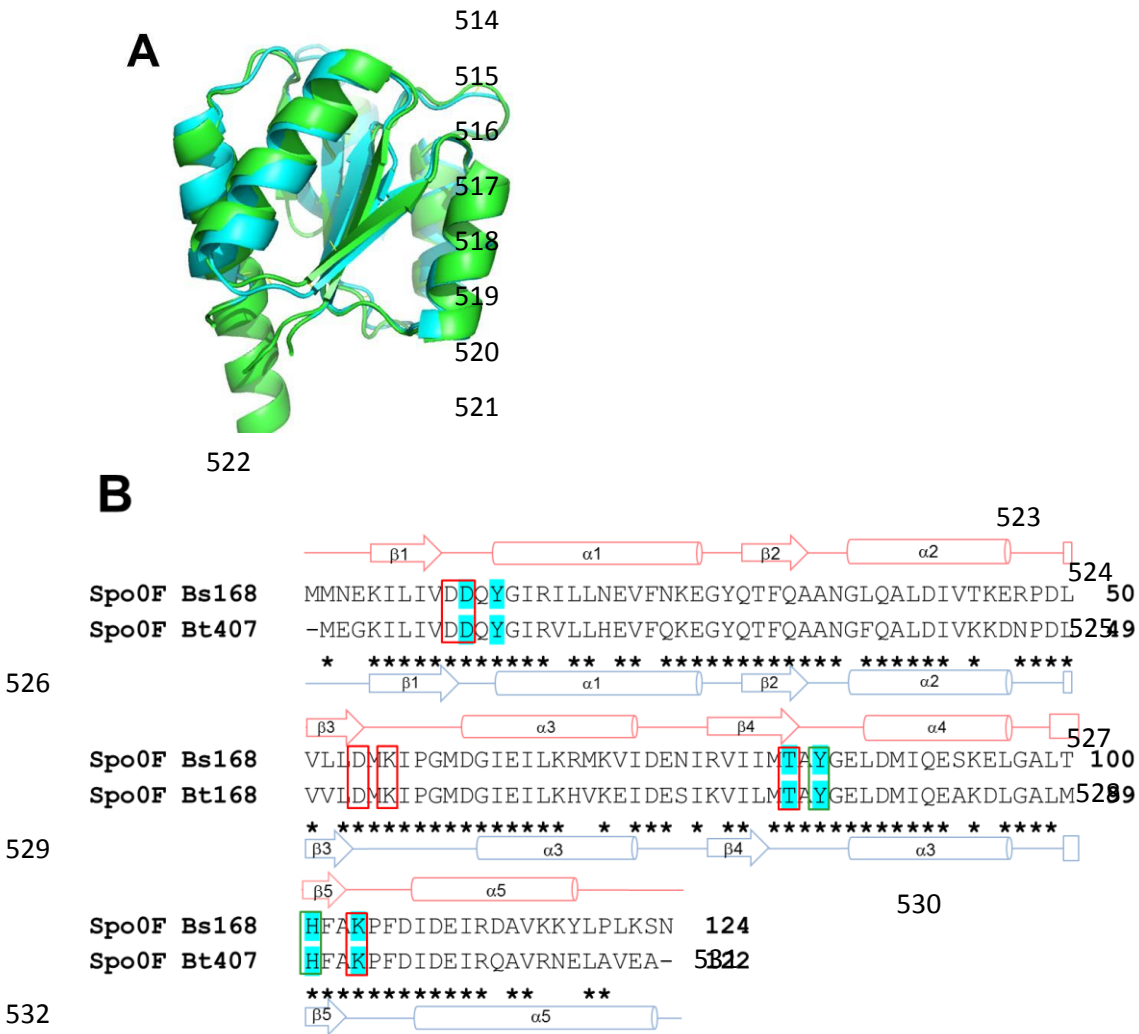 A
514
515
516
517
518
519
520
521
522
B
523
β1 α1 β2 α2
524
Spo0F Bs168 MMNEKILIVDDQYGIRILLNEVFNKEGYQTFQAANGLQALDIVTKERPDL 50
Spo0F Bt407 -MEGKILIVDDQYGIRVLLHEVFQKEGYQTFQAANGFQALDIVKKDNPDL 49
525
* ************ ** ** ************ ****** * ****
526
β1 α1 β2 α2
β3 α3 β4 α4
527
Spo0F Bs168 VLLDMKIPGMDGIEILKRMKVIDENIRVIIMTAYGELDMIQESKELGALT 100
Spo0F Bt168 VVLDMKIPGMDGIEILKHVKEIDESIKVILMTAYGELDMIQEAKDLGALM 99
528
* *************** * *** * ** ************ * ****
529
β3 α3 β4 α3
β5 α5
530
Spo0F Bs168 HFAKPFDIDEIRDAVKKYLPLKSN 124
Spo0F Bt407 HFAKPFDIDEIRQAVRNELAVEA- 122
531
************ ** **
532
β5 α5